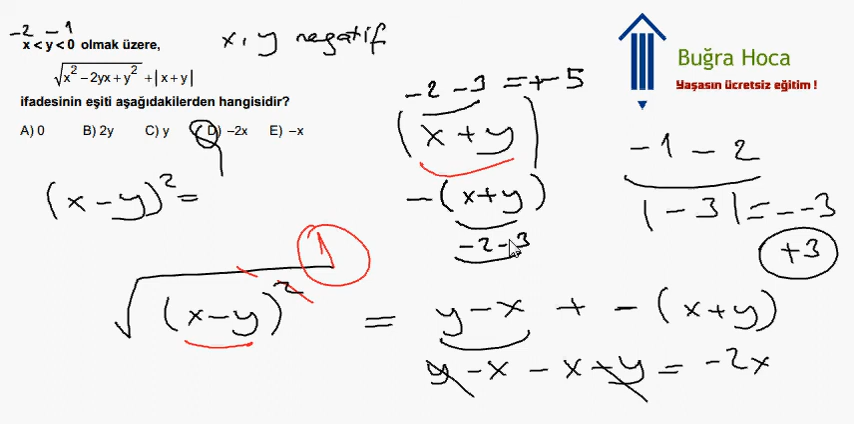 -2 -1
x < y < 0 olmak üzere,
√x² − 2yx + y² + | x + y |
ifadesinin eşiti aşağıdakilerden hangisidir?
A) 0 B) 2y C) y D) −2x E) −x
x, y negatif
Buğra Hoca
Yaşasın ücretsiz eğitim !
-2 -3 = +-5
|x + y|
-(x+y)
-2-3
-1 - 2
|-3| = --3
+3
(x-y)² =
1
√(x-y)² = y-x + -(x+y)
y-x-x+y = -2x